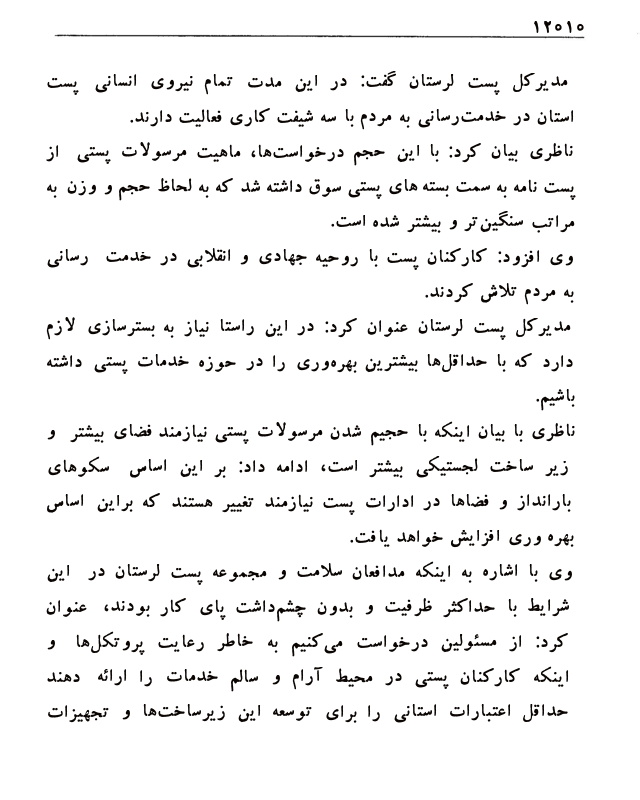 ۱۲۰۱۰
مدیرکل پست لرستان گفت: در این مدت تمام نیروی انسانی پست
استان در خدمت‌رسانی به مردم با سه شیفت کاری فعالیت دارند.
ناظری بیان کرد: با این حجم درخواست‌ها، ماهیت مرسولات پستی از
پست نامه به سمت بسته های پستی سوق داشته شد که به لحاظ حجم و وزن به
مراتب سنگین‌تر و بیشتر شده است.
وی افزود: کارکنان پست با روحیه جهادی و انقلابی در خدمت رسانی
به مردم تلاش کردند.
مدیرکل پست لرستان عنوان کرد: در این راستا نیاز به بسترسازی لازم
دارد که با حداقل‌ها بیشترین بهره‌وری را در حوزه خدمات پستی داشته
باشیم.
ناظری با بیان اینکه با حجیم شدن مرسولات پستی نیازمند فضای بیشتر و
زیر ساخت لجستیکی بیشتر است، ادامه داد: بر این اساس سکوهای
بارانداز و فضاها در ادارات پست نیازمند تغییر هستند که براین اساس
بهره وری افزایش خواهد یافت.
وی با اشاره به اینکه مدافعان سلامت و مجموعه پست لرستان در این
شرایط با حداکثر ظرفیت و بدون چشم‌داشت پای کار بودند، عنوان
کرد: از مسئولین درخواست می‌کنیم به خاطر رعایت پروتکل‌ها و
اینکه کارکنان پستی در محیط آرام و سالم خدمات را ارائه دهند
حداقل اعتبارات استانی را برای توسعه این زیرساخت‌ها و تجهیزات